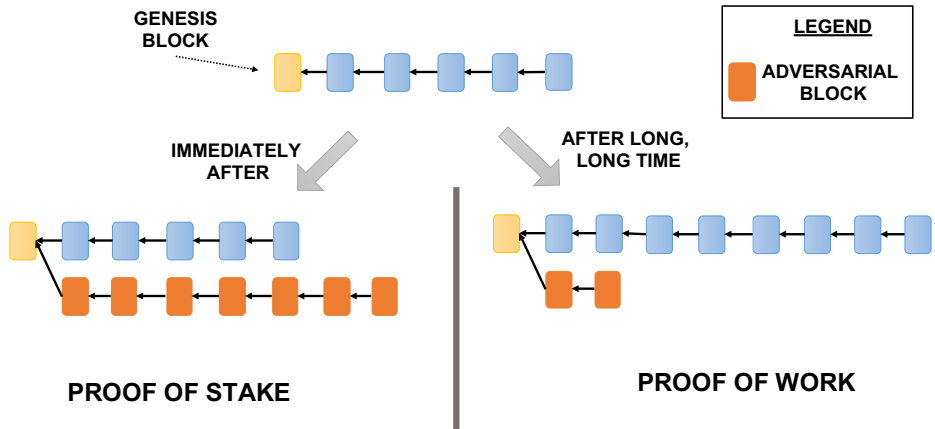 GENESIS
BLOCK
LEGEND
ADVERSARIAL
BLOCK
IMMEDIATELY
AFTER
AFTER LONG,
LONG TIME
PROOF OF STAKE
PROOF OF WORK